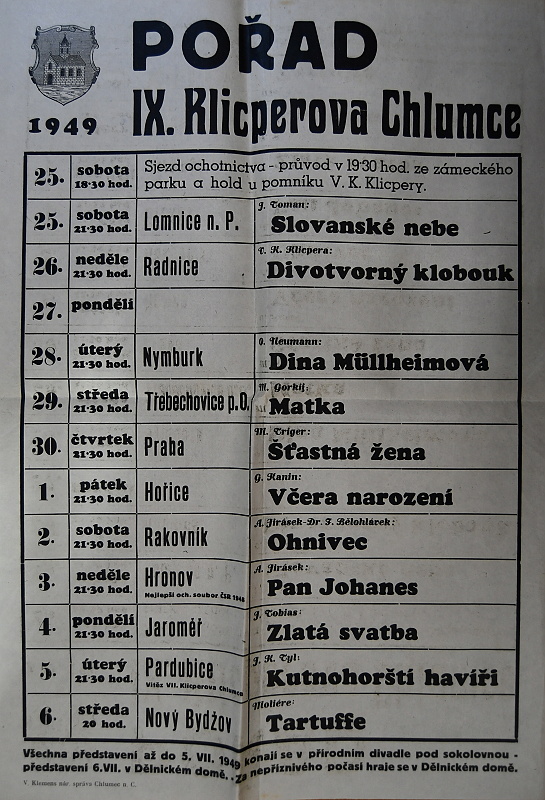 POŘAD
1949 IX. Klicperova Chlumce
25. sobota 18·30 hod. Sjezd ochotnictva - průvod v 19·30 hod. ze zámeckého
parku a hold u pomníku V. K. Klicpery.
25. sobota 21·30 hod. Lomnice n. P. J. Toman: Slovanské nebe
26. neděle 21·30 hod. Radnice V. K. Klicpera: Divotvorný klobouk
27. pondělí
28. úterý 21·30 hod. Nymburk O. Neumann: Dina Müllheimová
29. středa 21·30 hod. Třebechovice p.O. M. Gorkij: Matka
30. čtvrtek 21·30 hod. Praha M. Triger: Šťastná žena
1. pátek 21·30 hod. Hořice G. Kanin: Včera narození
2. sobota 21·30 hod. Rakovník A. Jirásek-Dr. J. Bělohlárek: Ohnivec
3. neděle 21·30 hod. Hronov Nejlepší och. soubor ČSR 1948 A. Jirásek: Pan Johanes
4. pondělí 21·30 hod. Jaroměř J. Tobias: Zlatá svatba
5. úterý 21·30 hod. Pardubice Vítěz VII. Klicperova Chlumce J. K. Tyl: Kutnohorští havíři
6. středa 20 hod. Nový Bydžov Moliére: Tartuffe
Všechna představení až do 5. VII. 1949 konají se v přírodním divadle pod sokolovnou -
představení 6.VII. v Dělnickém domě. - Za nepříznivého počasí hraje se v Dělnickém domě.
V. Klemens nár. správa Chlumec n. C.